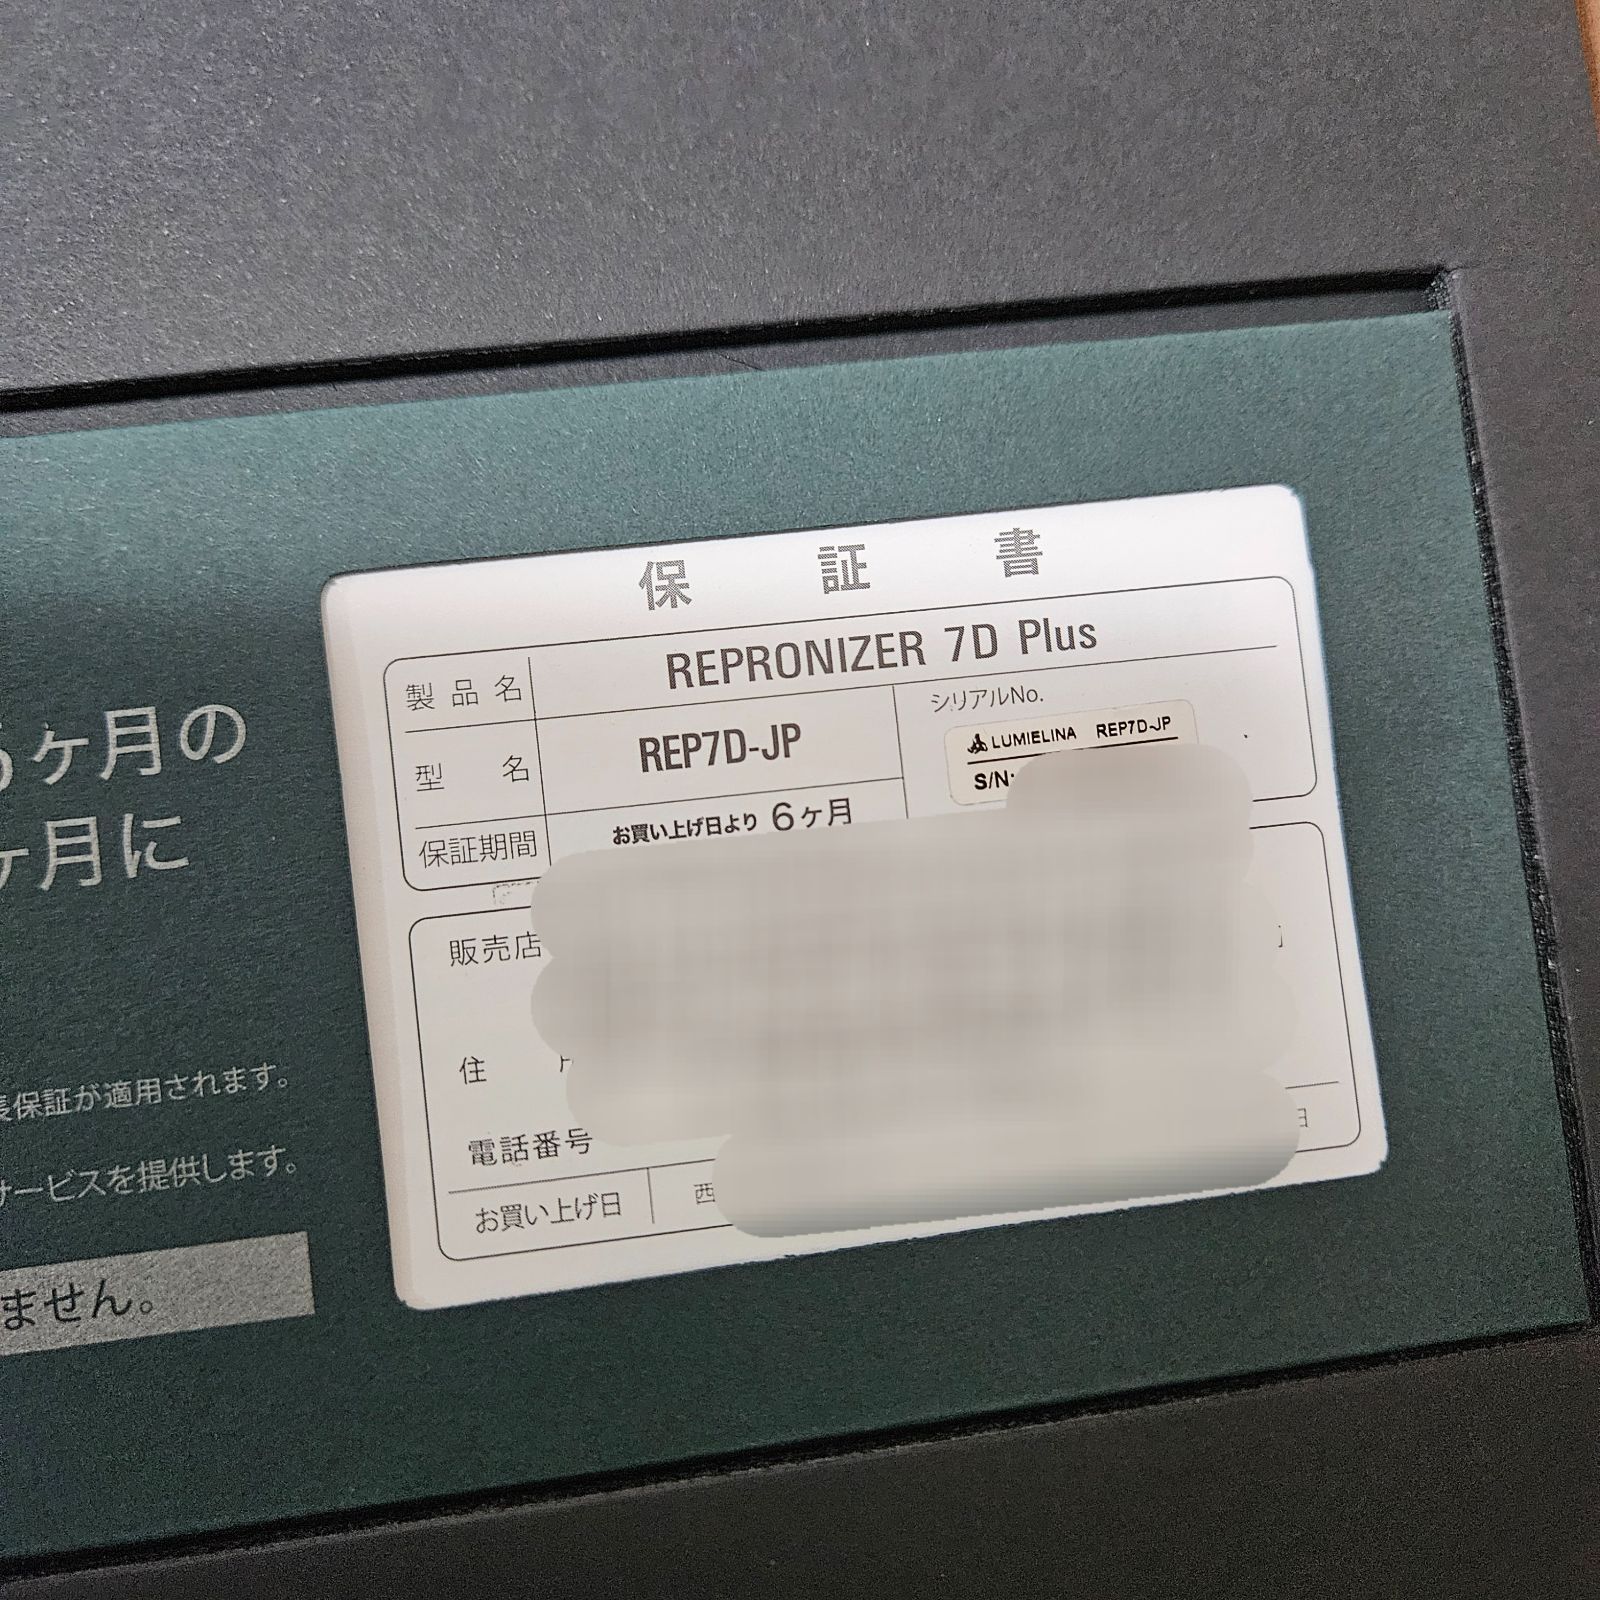 保証書
製品名 REPRONIZER 7D Plus
型名 REP7D-JP
シリアルNo.
LUMIELINA REP7D-JP
S/N:
保証期間 お買い上げ日より6ヶ月
販売店
住
電話番号
お買い上げ日 西
日
ヶ月の
ヶ月に
保証が適用されます。
サービスを提供します。
ません。